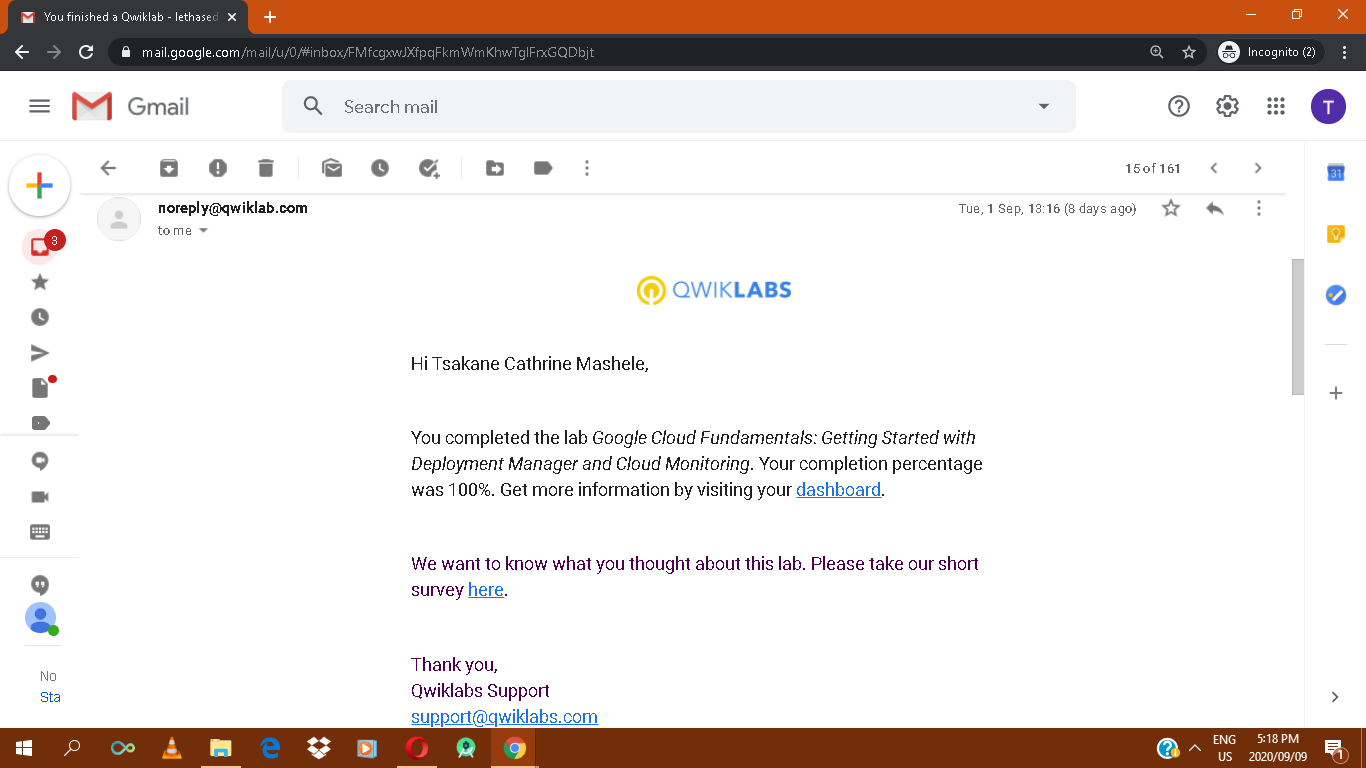 You finished a Qwiklab - lethased
mail.google.com/mail/u/0/#inbox/FMfcgxwJXfpqFkmWmKhwTglFrxGQDbjt
Incognito (2)
Gmail
Search mail
T
15 of 161
31
noreply@qwiklab.com
Tue, 1 Sep, 13:16 (8 days ago)
to me
3
QWIKLABS
Hi Tsakane Cathrine Mashele,
You completed the lab Google Cloud Fundamentals: Getting Started with
Deployment Manager and Cloud Monitoring. Your completion percentage
was 100%. Get more information by visiting your dashboard.
We want to know what you thought about this lab. Please take our short
survey here.
Thank you,
Qwiklabs Support
support@qwiklabs.com
No
Sta
ENG
US
5:18 PM
2020/09/09
1